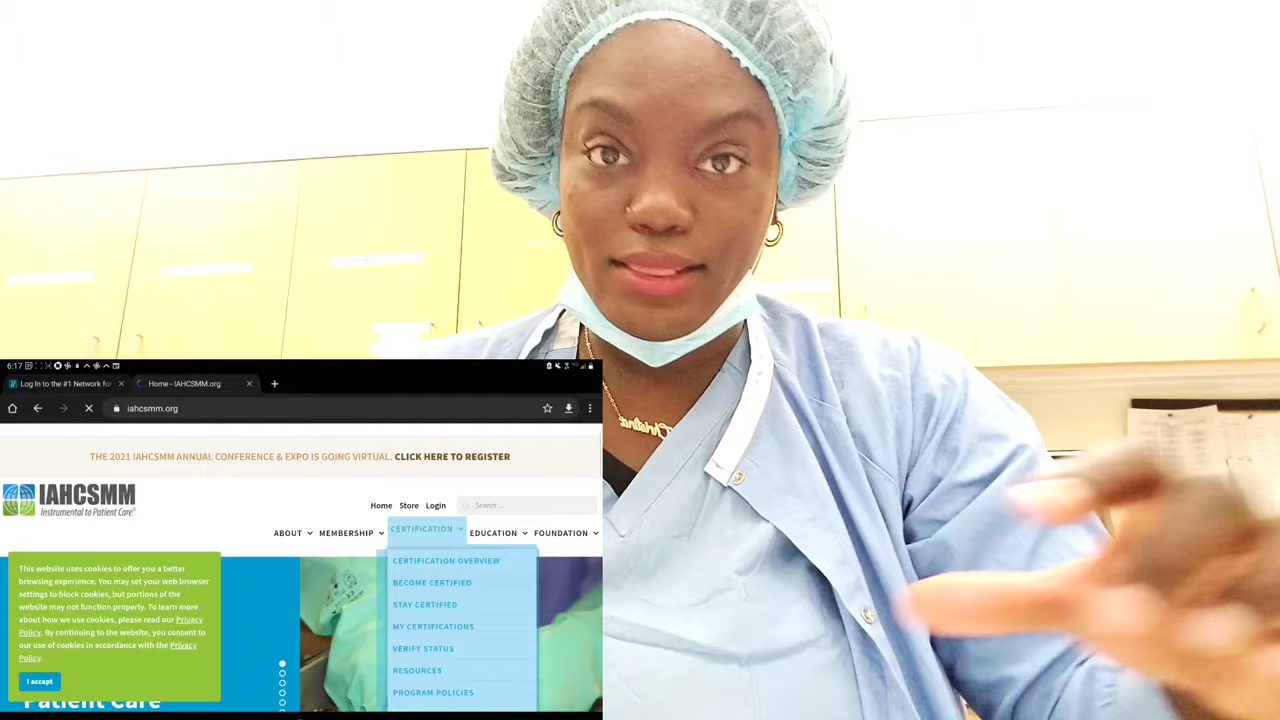 Christina
6:17
Log In to the #1 Network fo
Home - IAHCSMM.org
iahcsmm.org
THE 2021 IAHCSMM ANNUAL CONFERENCE & EXPO IS GOING VIRTUAL. CLICK HERE TO REGISTER
IAHCSMM
Instrumental to Patient Care®
Home Store Login Search ...
ABOUT MEMBERSHIP CERTIFICATION EDUCATION FOUNDATION
CERTIFICATION OVERVIEW
BECOME CERTIFIED
STAY CERTIFIED
MY CERTIFICATIONS
VERIFY STATUS
RESOURCES
PROGRAM POLICIES
This website uses cookies to offer you a better
browsing experience. You may set your web browser
settings to block cookies, but portions of the
website may not function properly. To learn more
about how we use cookies, please read our Privacy
Policy. By continuing to the website, you consent to
our use of cookies in accordance with the Privacy
Policy.
I accept
Patient Care